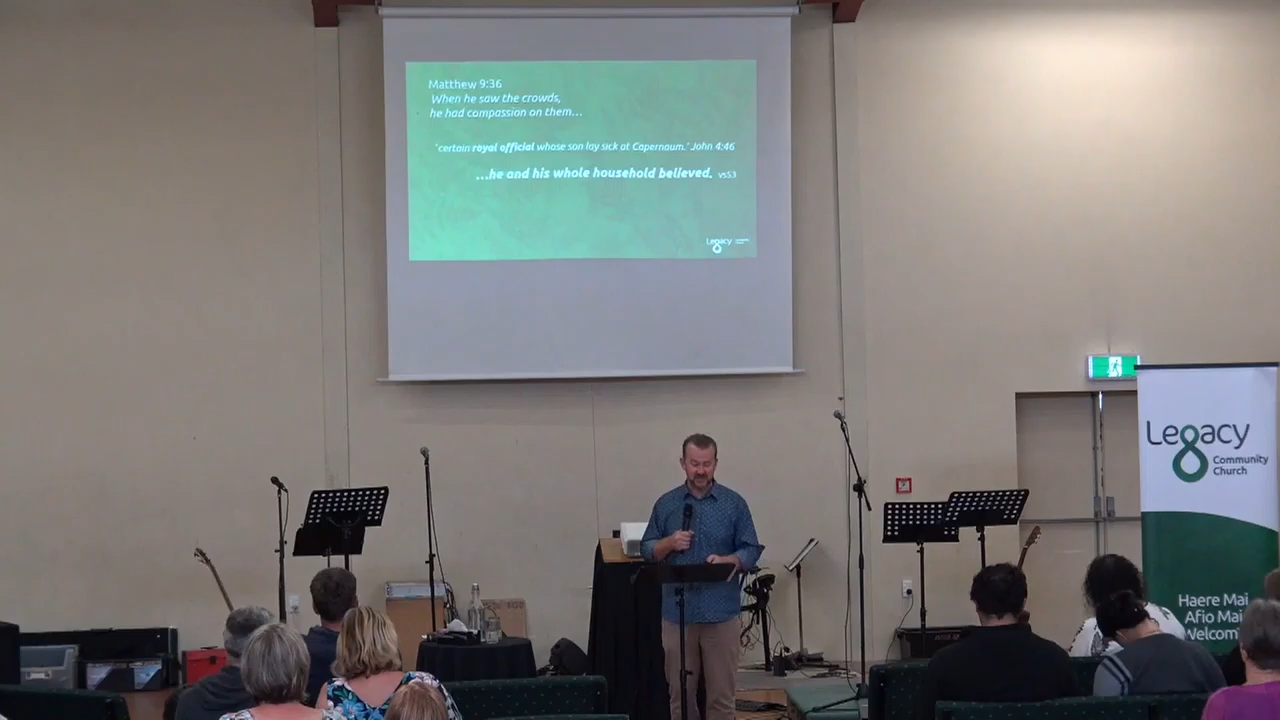 Matthew 9:36
When he saw the crowds,
he had compassion on them...
'certain royal official whose son lay sick at Capernaum.' John 4:46
...he and his whole household believed. vs53
Legacy
Legacy
Community
Church
Haere Mai
Afio Mai
Welcom